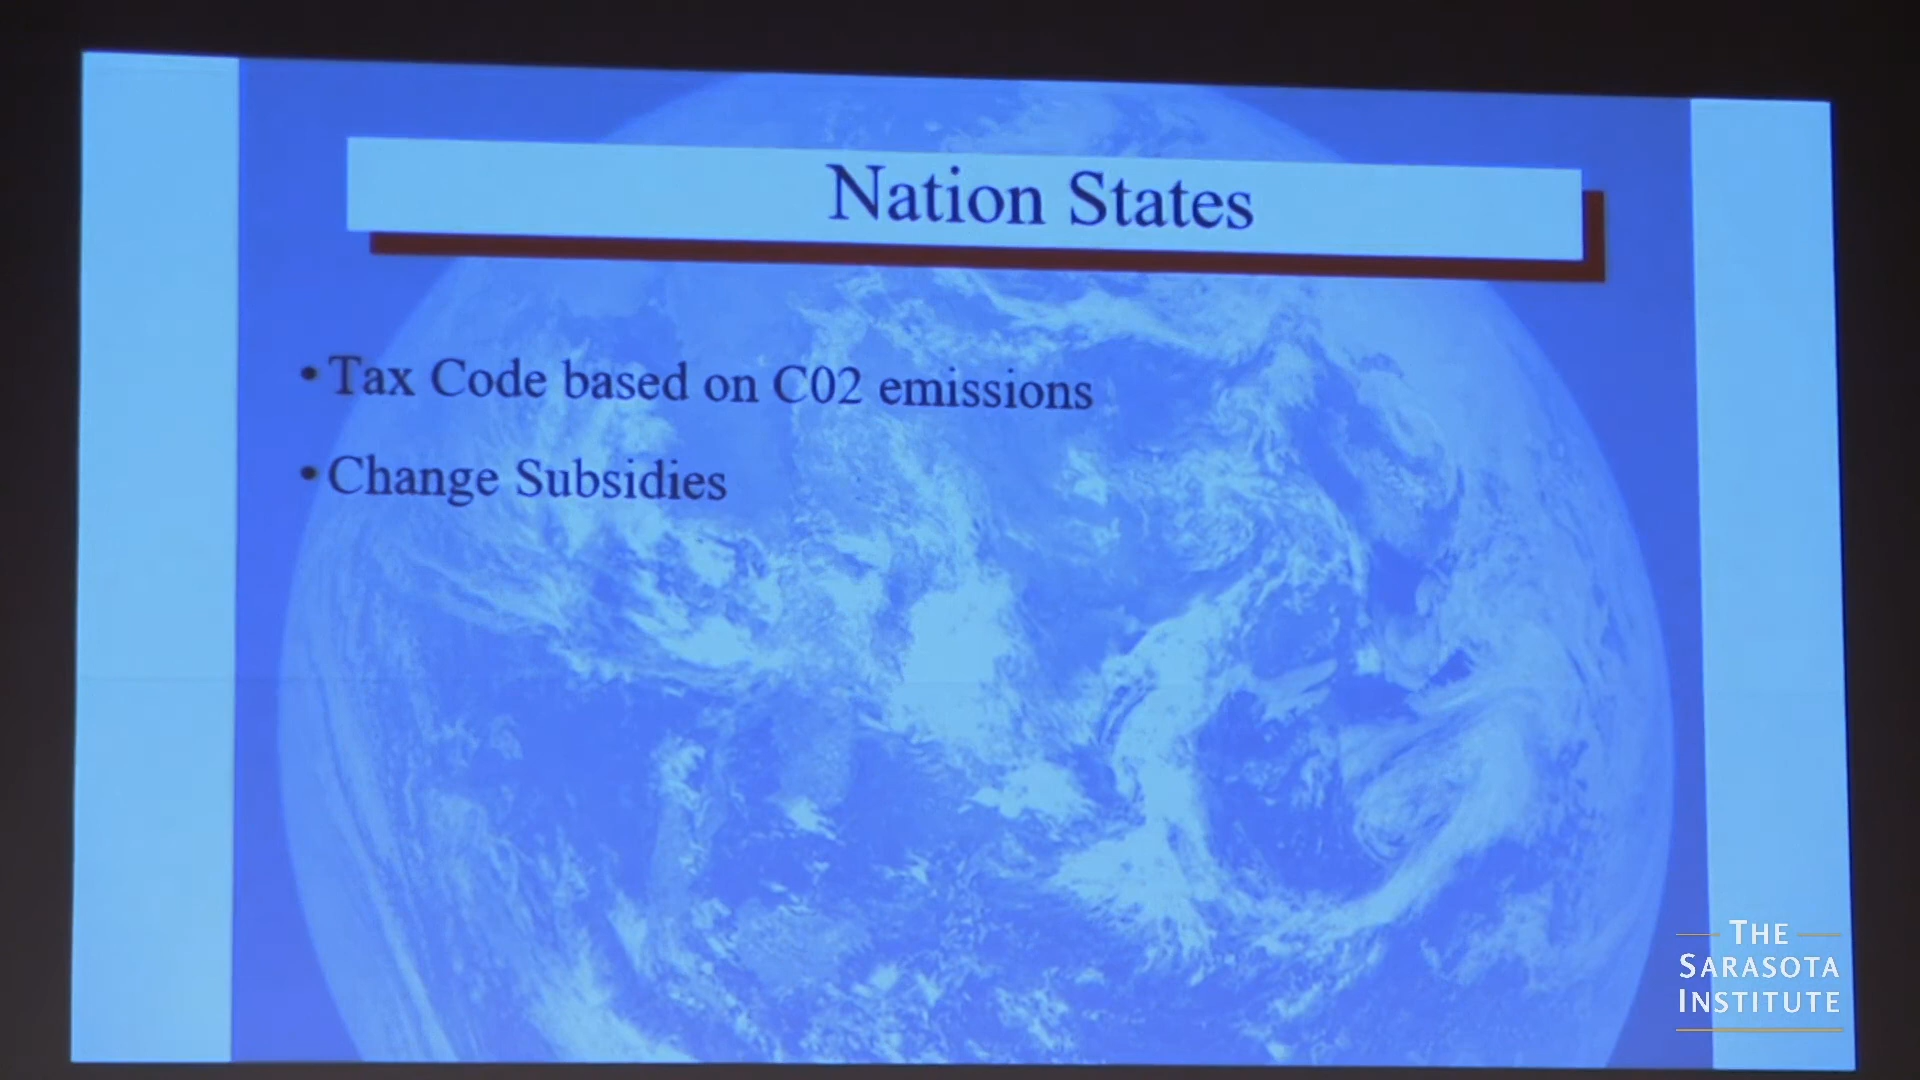 Nation States
• Tax Code based on C02 emissions
• Change Subsidies
THE
SARASOTA
INSTITUTE